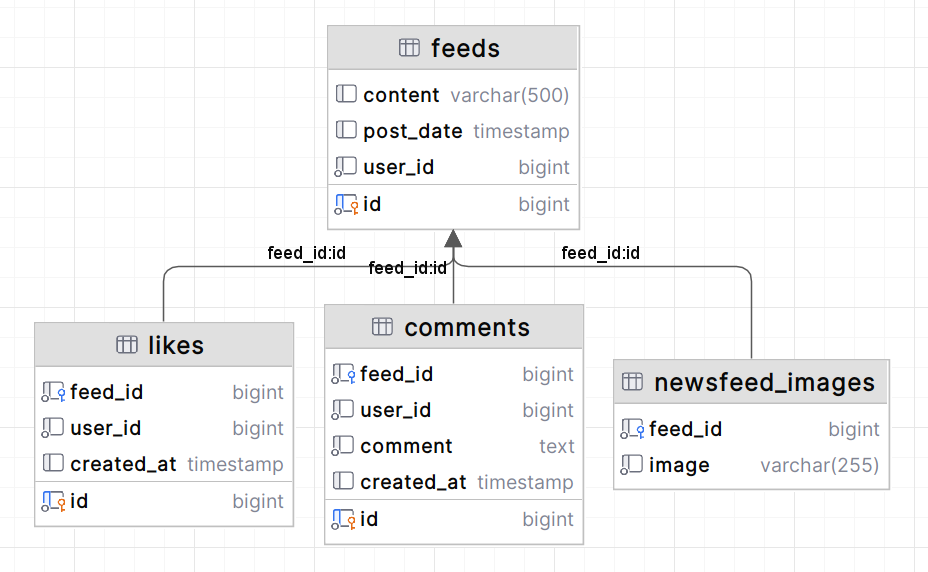 feeds
content varchar(500)
post_date timestamp
user_id bigint
id bigint
feed_id:id
feed_id:id
feed_id:id
likes
feed_id bigint
user_id bigint
created_at timestamp
id bigint
comments
feed_id bigint
user_id bigint
comment text
created_at timestamp
id bigint
newsfeed_images
feed_id bigint
image varchar(255)